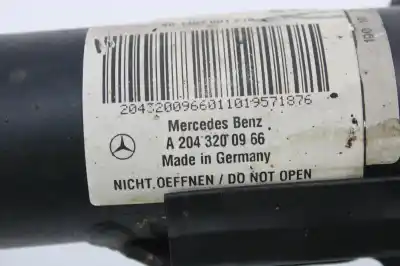 20432009660110195718​76
Mercedes Benz
A 204 320 09 66
Made in Germany
NICHT OEFFNEN / DO NOT OPEN